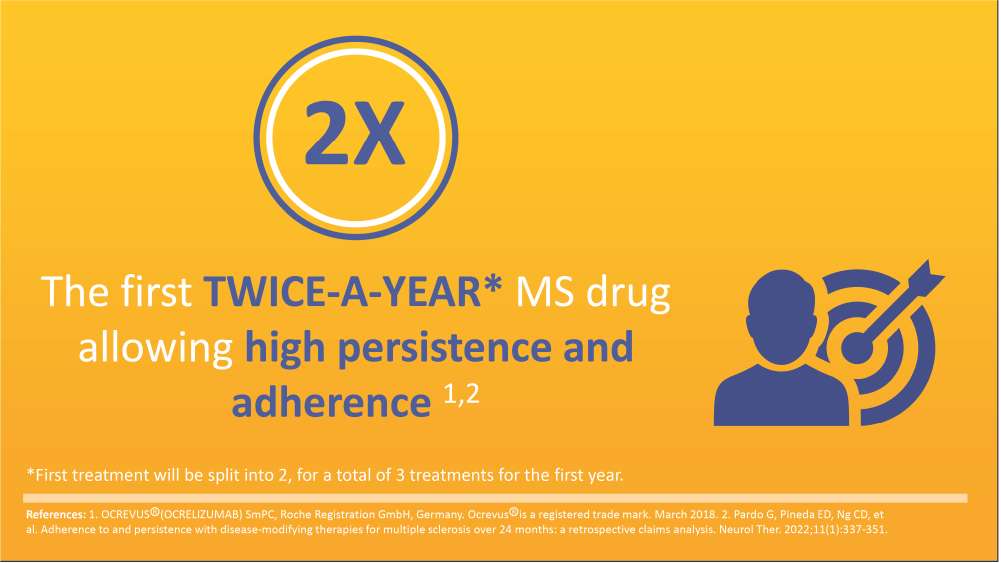 2X
The first TWICE-A-YEAR* MS drug
allowing high persistence and
adherence 1,2
*First treatment will be split into 2, for a total of 3 treatments for the first year.
References: 1. OCREVUS®(OCRELIZUMAB) SmPC, Roche Registration GmbH, Germany. Ocrevus®is a registered trade mark. March 2018. 2. Pardo G, Pineda ED, Ng CD, et
al. Adherence to and persistence with disease-modifying therapies for multiple sclerosis over 24 months: a retrospective claims analysis. Neurol Ther. 2022;11(1):337-351.